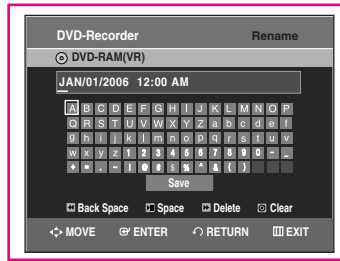 DVD-Recorder Rename
DVD-RAM(VR)
JAN/01/2006 12:00 AM
A B C D E F G H I J K L M N O P
Q R S T U V W X Y Z a b c d e f
g h i j k l m n o p q r s t u v
w x y z 1 2 3 4 5 6 7 8 9 0 - _
+ = . ~ ! @ # $ % ^ & ( )
Save
Back Space Space Delete Clear
MOVE ENTER RETURN EXIT